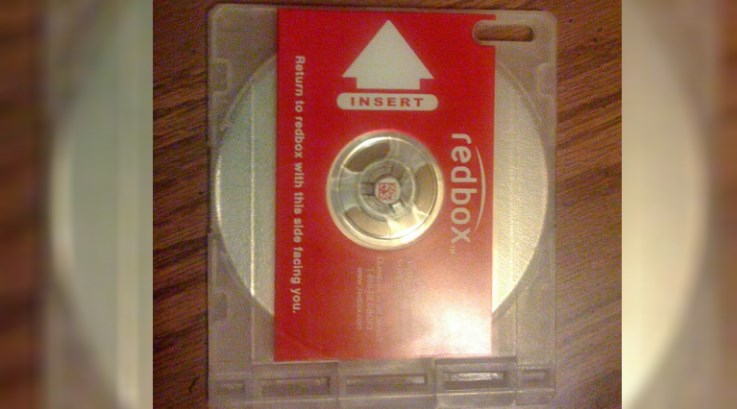 INSERT
redbox
Return to redbox with this side facing you.